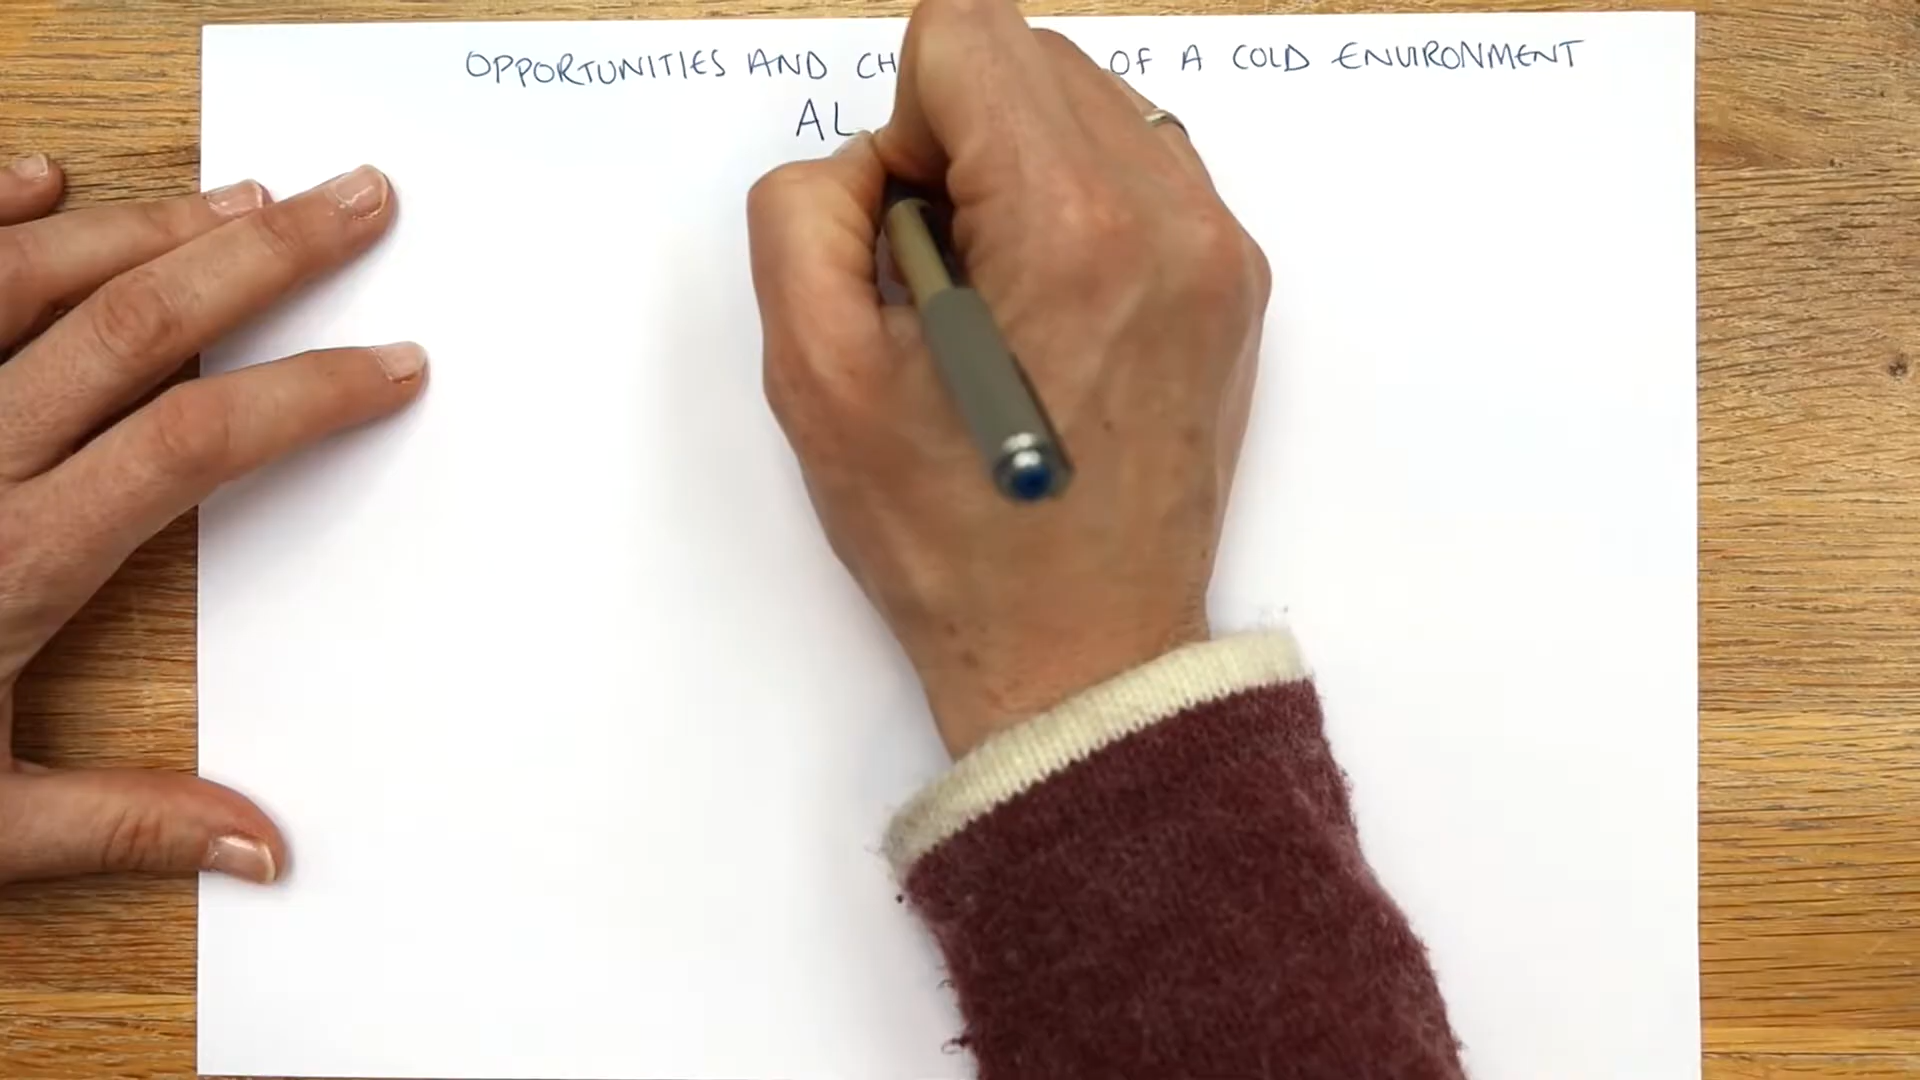 OPPORTUNITIES AND CH OF A COLD ENVIRONMENT
AL